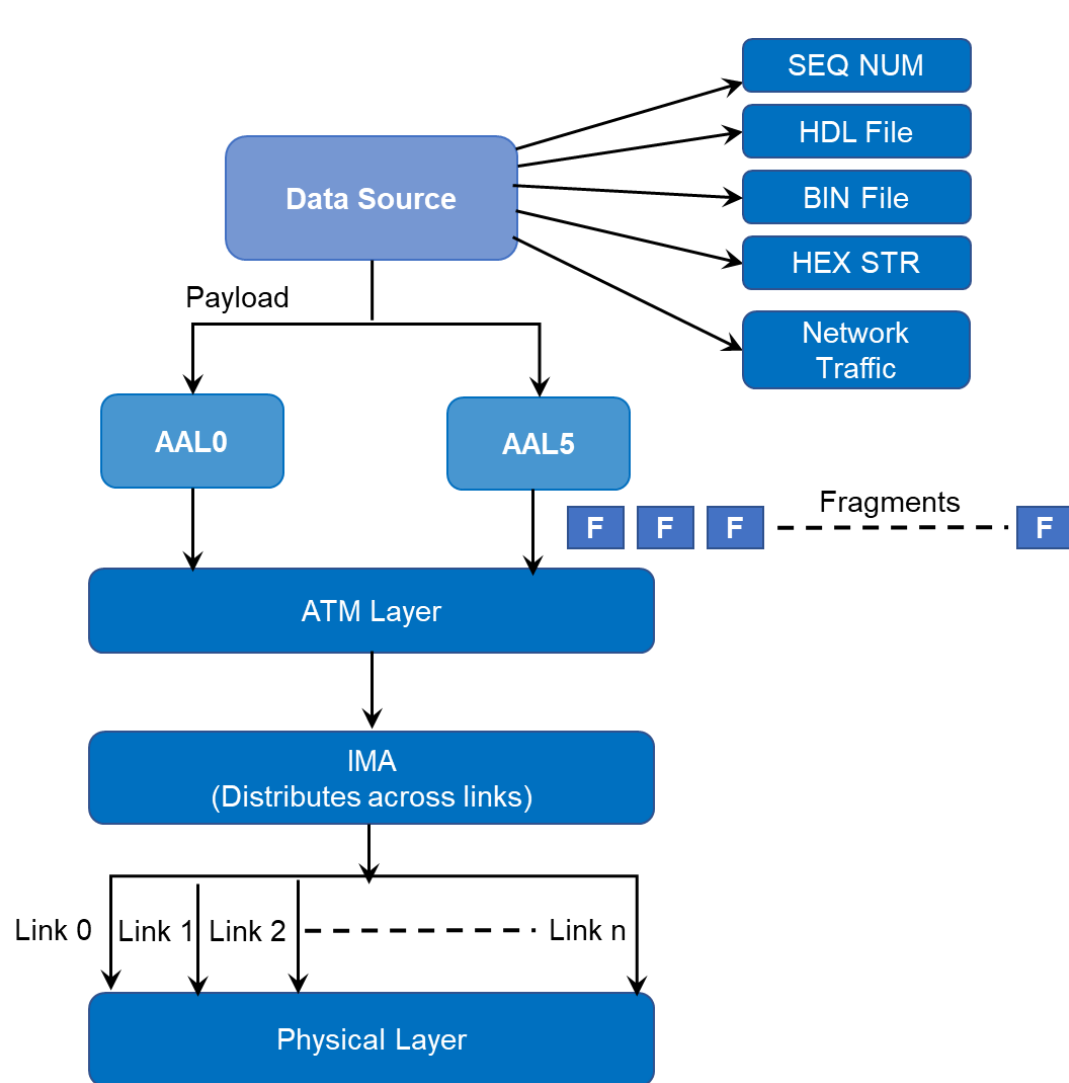 SEQ NUM
HDL File
Data Source
BIN File
HEX STR
Payload
Network
Traffic
AAL0
AAL5
Fragments
F F F F
ATM Layer
IMA
(Distributes across links)
Link 0 Link 1 Link 2 Link n
Physical Layer